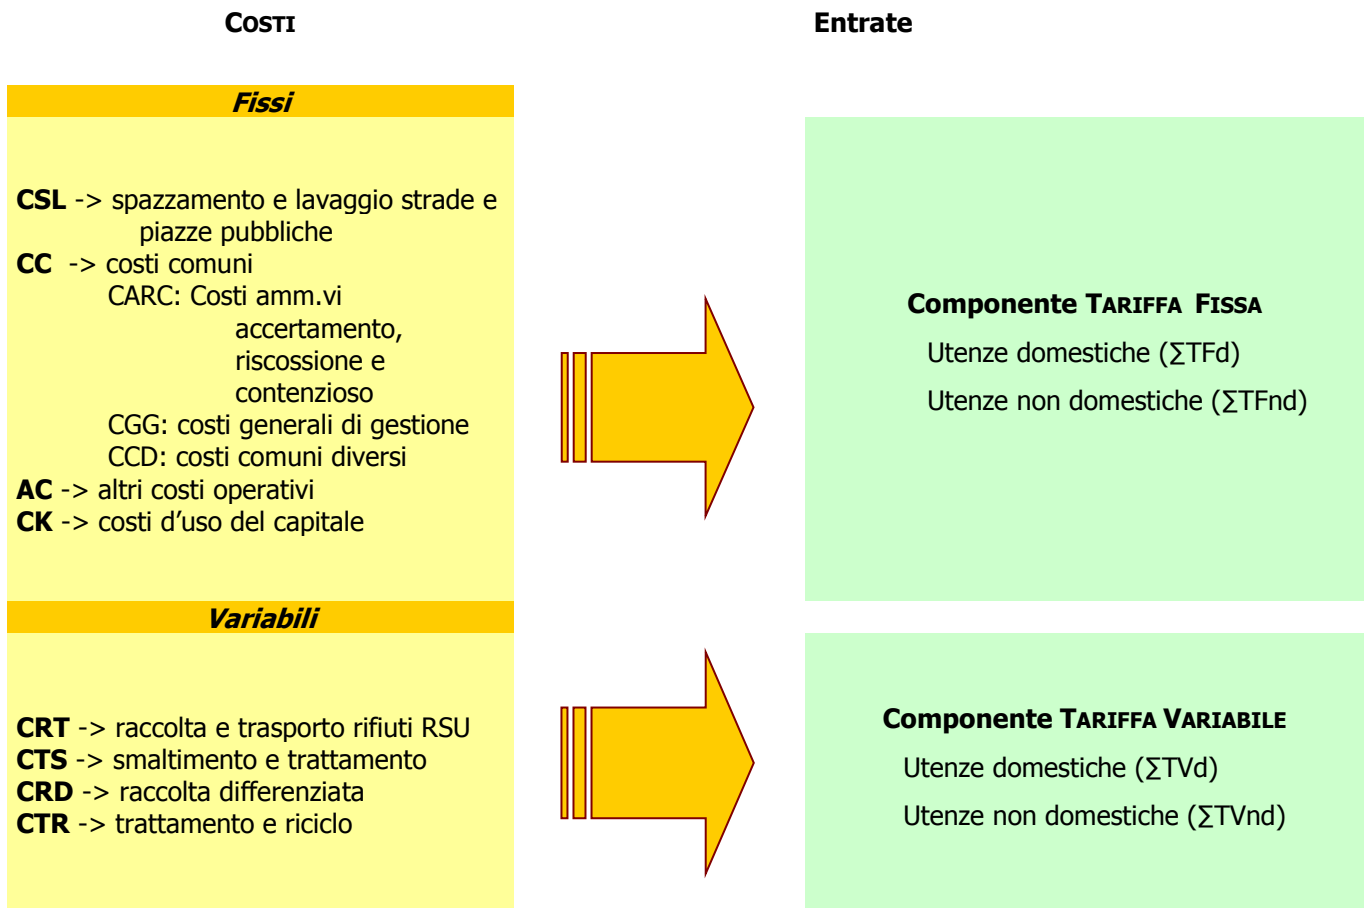 COSTI
Entrate
Fissi
CSL -> spazzamento e lavaggio strade e
piazze pubbliche
CC -> costi comuni
CARC: Costi amm.vi
accertamento,
riscossione e
contenzioso
CGG: costi generali di gestione
CCD: costi comuni diversi
AC -> altri costi operativi
CK -> costi d’uso del capitale
Componente TARIFFA FISSA
Utenze domestiche (∑TFd)
Utenze non domestiche (∑TFnd)
Variabili
CRT -> raccolta e trasporto rifiuti RSU
CTS -> smaltimento e trattamento
CRD -> raccolta differenziata
CTR -> trattamento e riciclo
Componente TARIFFA VARIABILE
Utenze domestiche (∑TVd)
Utenze non domestiche (∑TVnd)